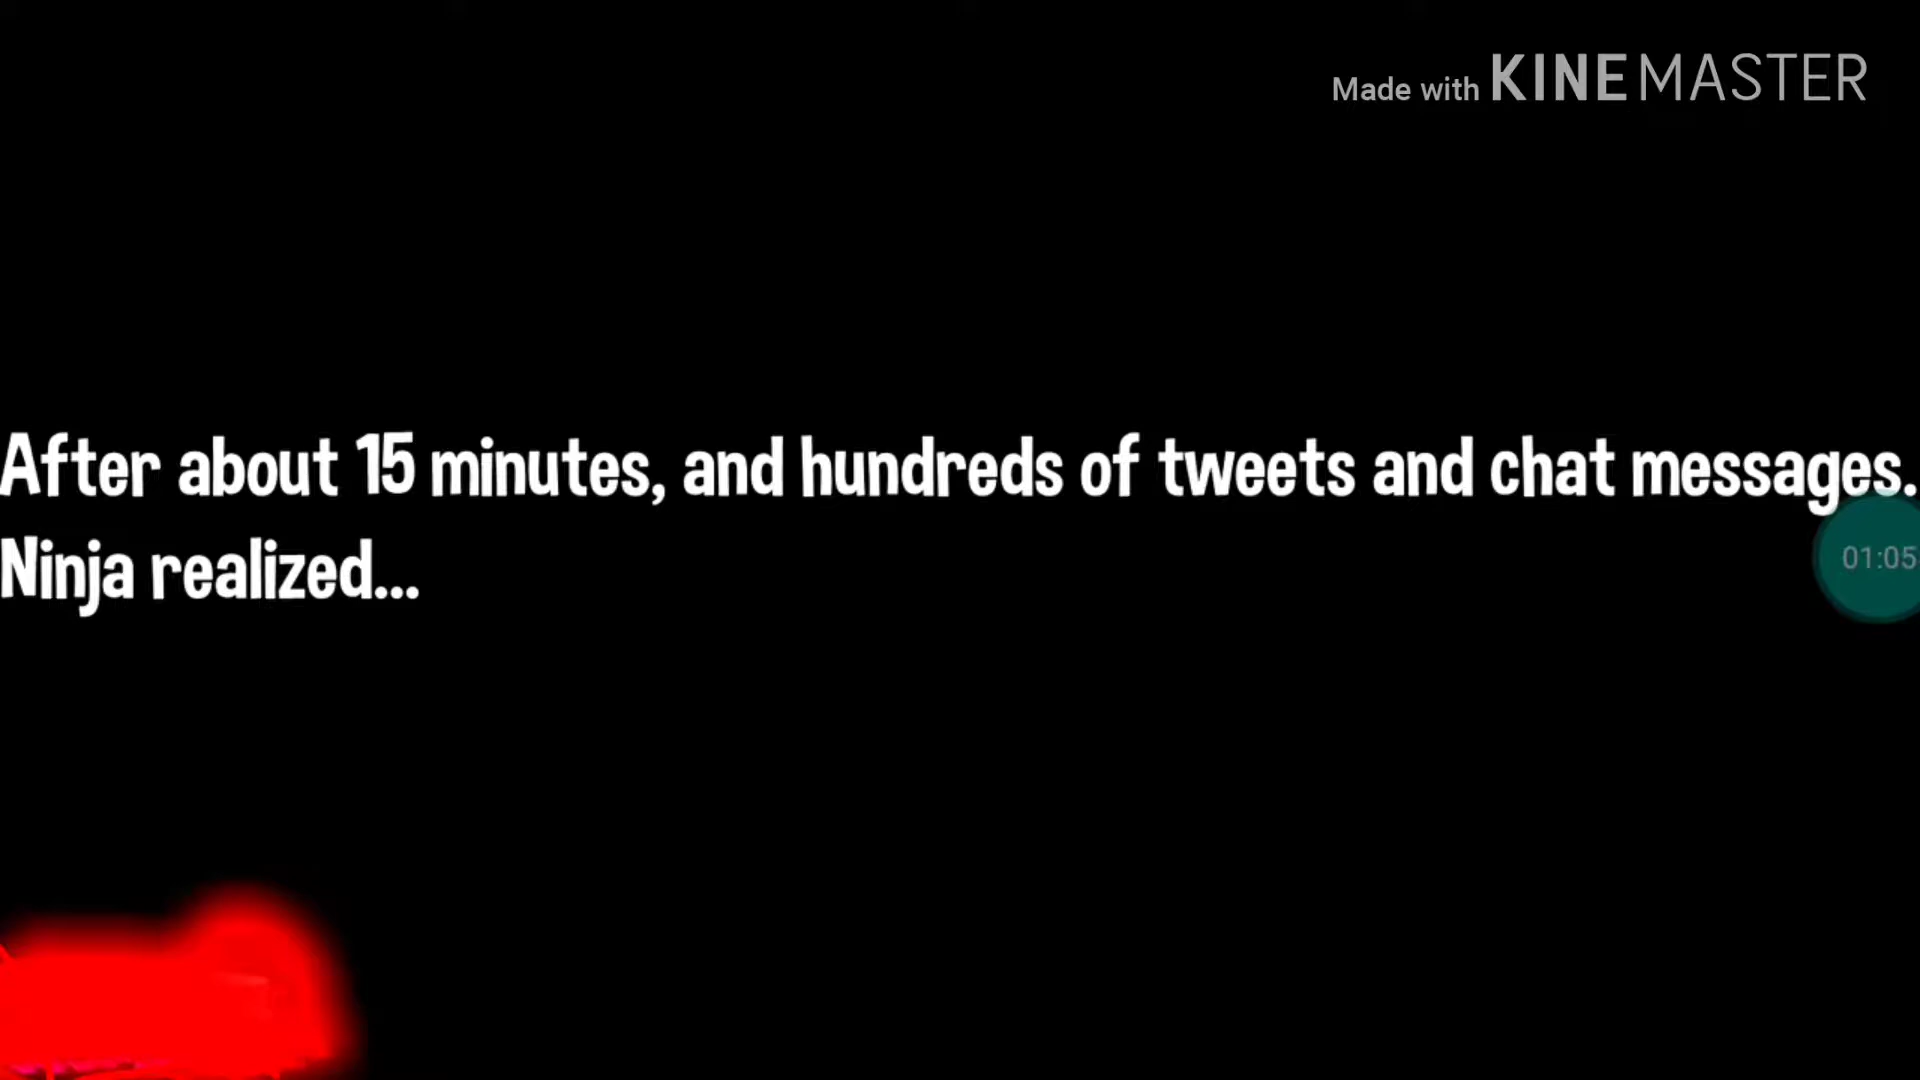 Made with KINEMASTER
After about 15 minutes, and hundreds of tweets and chat messages.
Ninja realized...
01:05